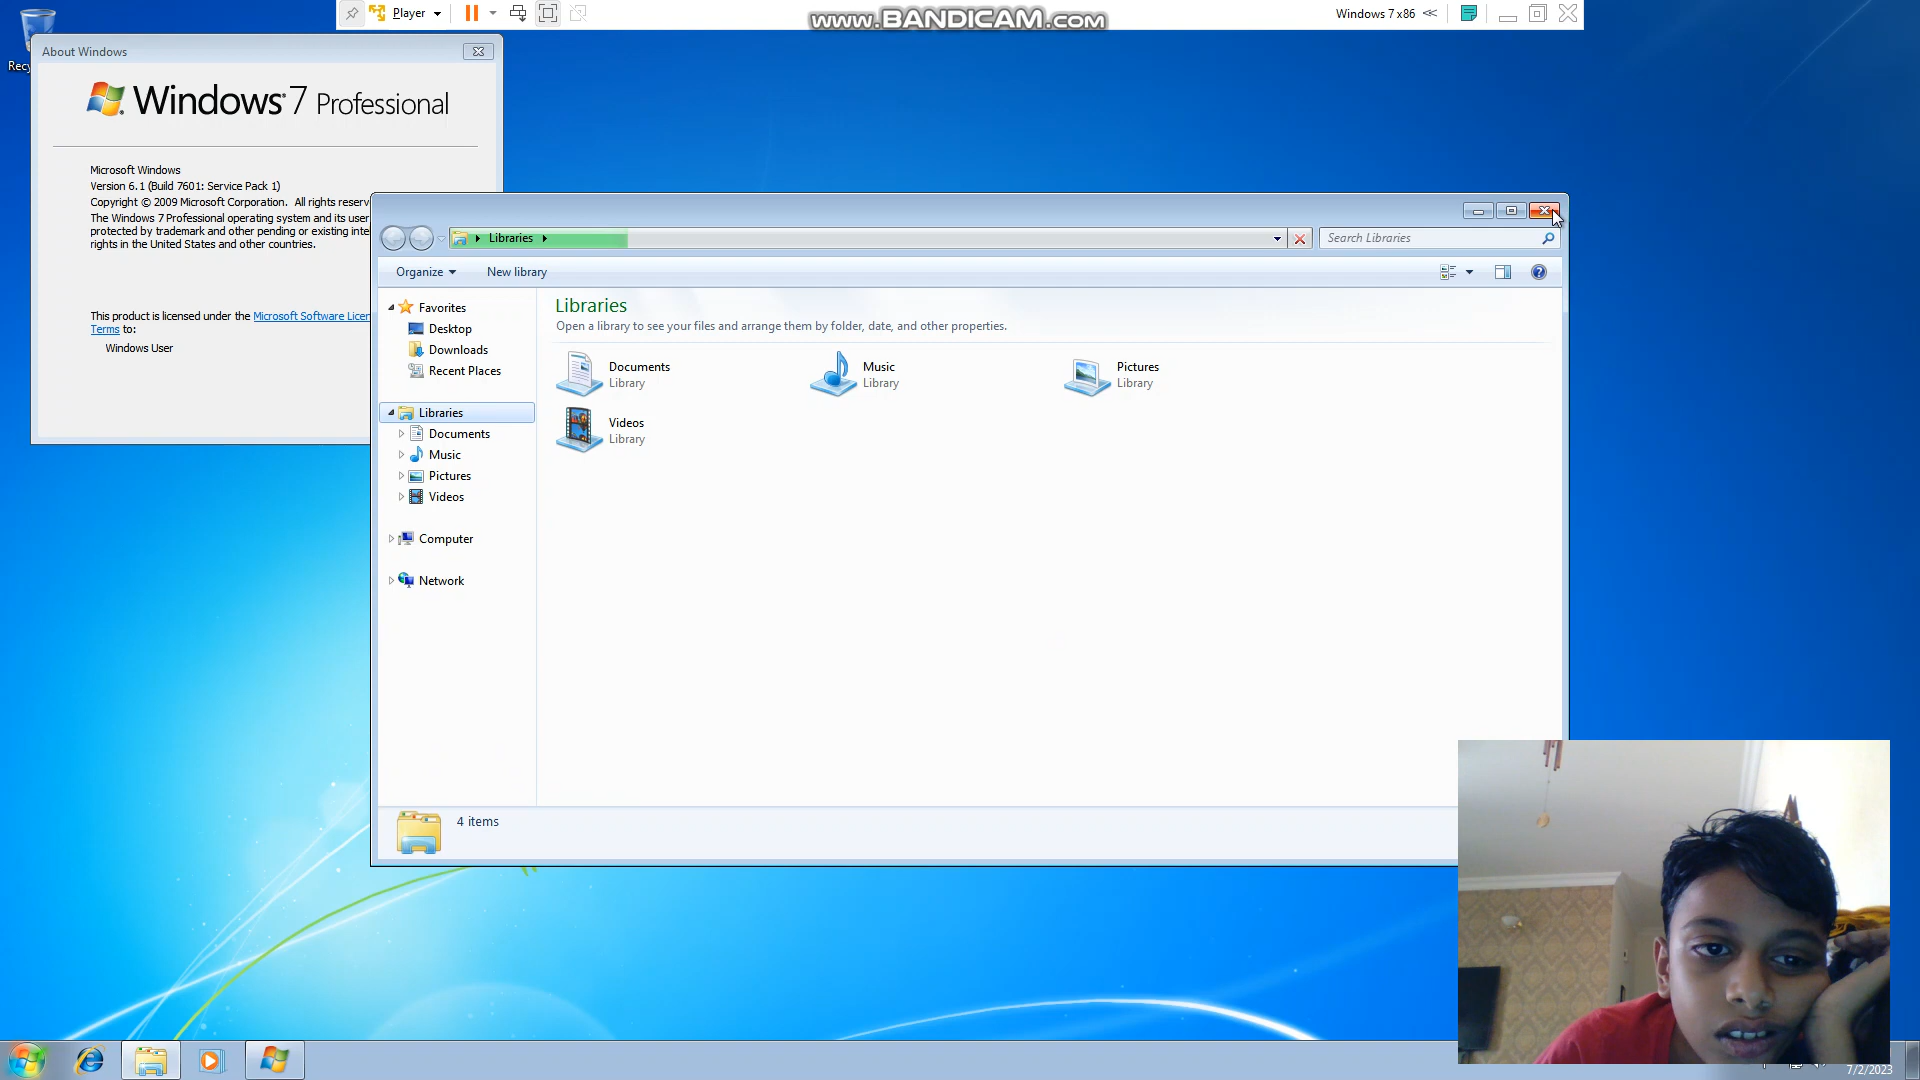 Player
www.BANDICAM.com
Windows 7 x86
About Windows
Windows 7 Professional
Microsoft Windows
Version 6.1 (Build 7601: Service Pack 1)
Copyright © 2009 Microsoft Corporation. All rights reserv
The Windows 7 Professional operating system and its user
protected by trademark and other pending or existing inte
rights in the United States and other countries.
This product is licensed under the Microsoft Software Licen
Terms to:
Windows User
Libraries
Search Libraries
Organize
New library
Favorites
Desktop
Downloads
Recent Places
Libraries
Documents
Music
Pictures
Videos
Computer
Network
Libraries
Open a library to see your files and arrange them by folder, date, and other properties.
Documents
Library
Music
Library
Pictures
Library
Videos
Library
4 items
7/2/2023